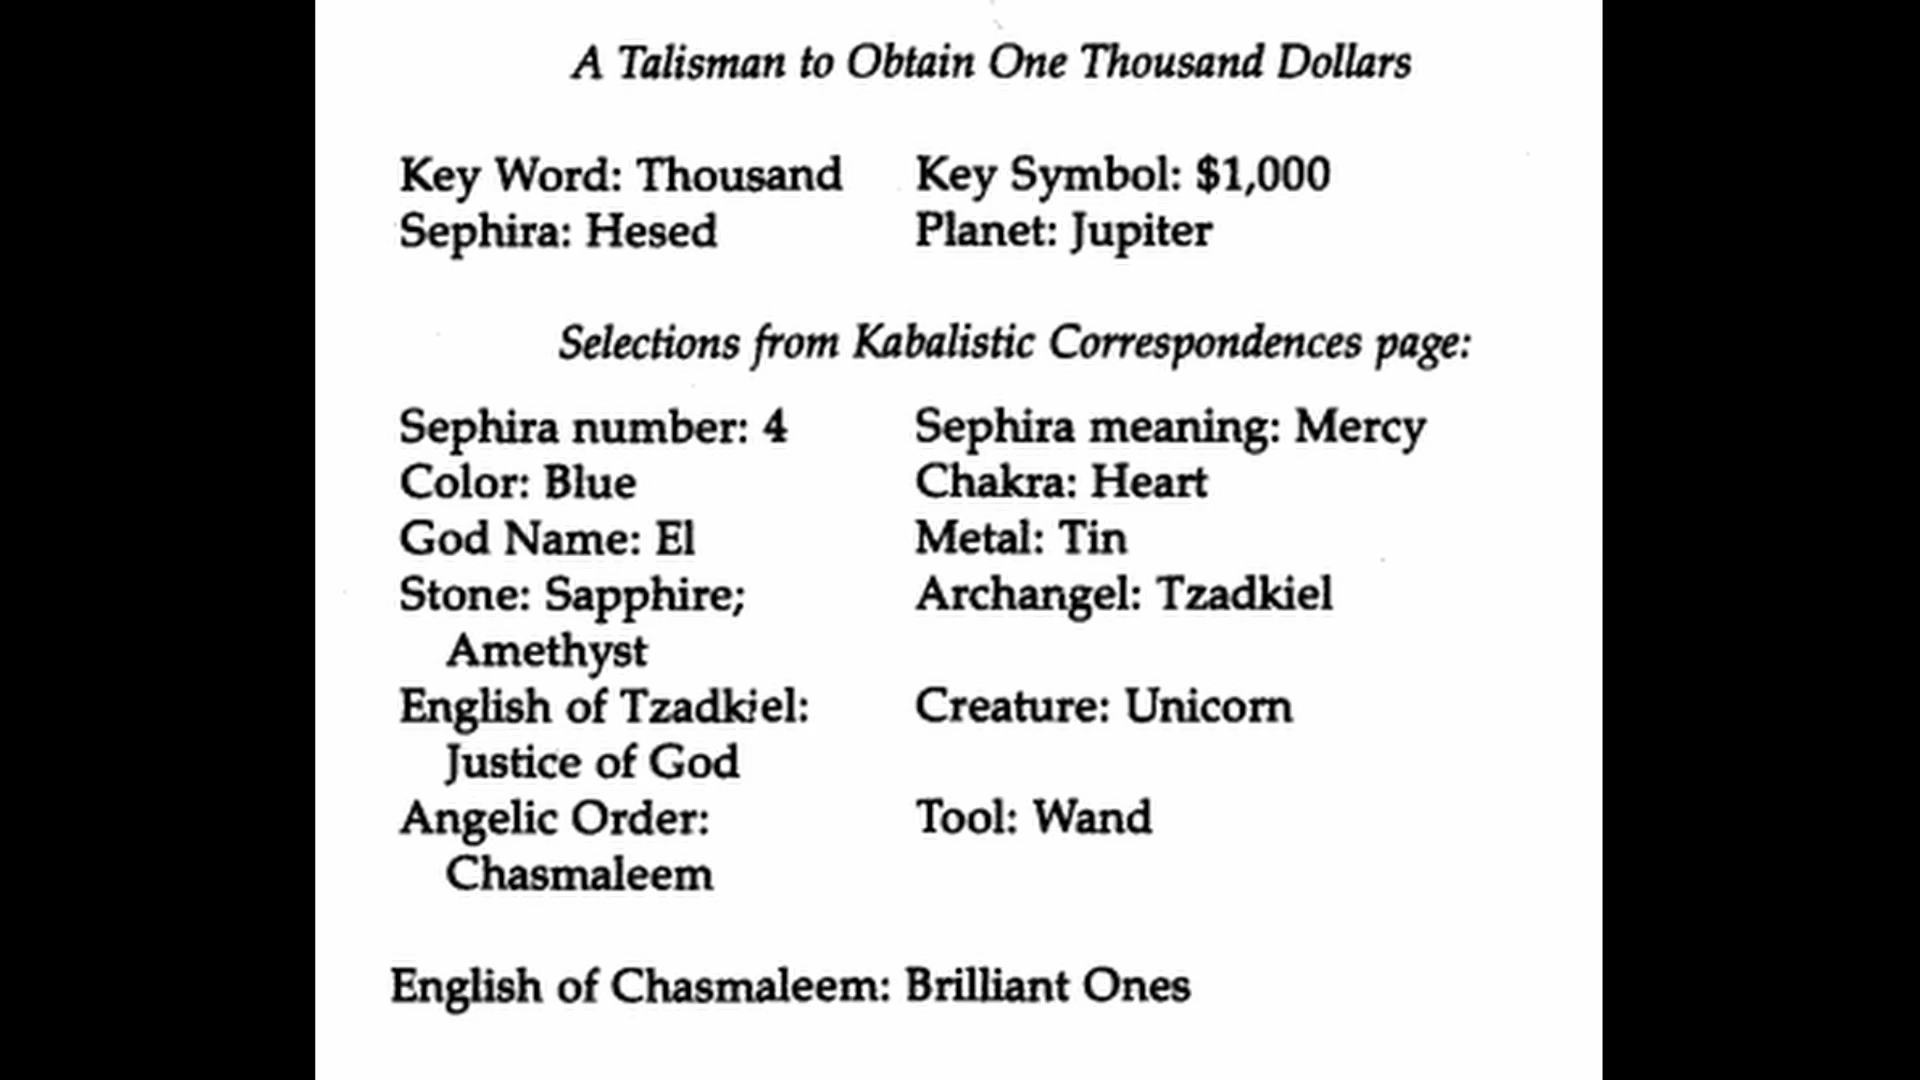 A Talisman to Obtain One Thousand Dollars
Key Word: Thousand Key Symbol: $1,000
Sephira: Hesed Planet: Jupiter
Selections from Kabalistic Correspondences page:
Sephira number: 4 Sephira meaning: Mercy
Color: Blue Chakra: Heart
God Name: El Metal: Tin
Stone: Sapphire; Archangel: Tzadkiel
Amethyst
English of Tzadkiel: Creature: Unicorn
Justice of God
Angelic Order: Tool: Wand
Chasmaleem
English of Chasmaleem: Brilliant Ones